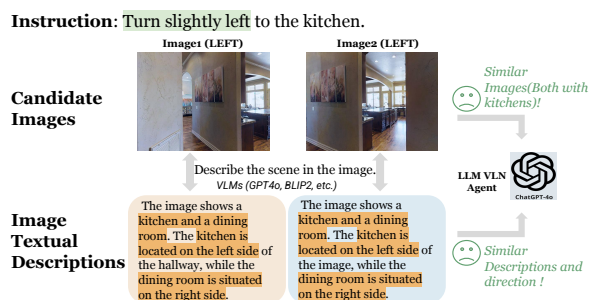 Instruction: Turn slightly left to the kitchen.
Image1 (LEFT)
Image2 (LEFT)
Candidate
Images
Similar
Images(Both with
kitchens)!
Describe the scene in the image.
VLMs (GPT4o, BLIP2, etc.)
LLM VLN
Agent
ChatGPT-4o
Image
Textual
Descriptions
The image shows a
kitchen and a dining
room. The kitchen is
located on the left side of
the hallway, while the
dining room is situated
on the right side.
The image shows a
kitchen and a dining
room. The kitchen is
located on the left side of
the image, while the
dining room is situated
on the right side.
Similar
Descriptions and
direction !